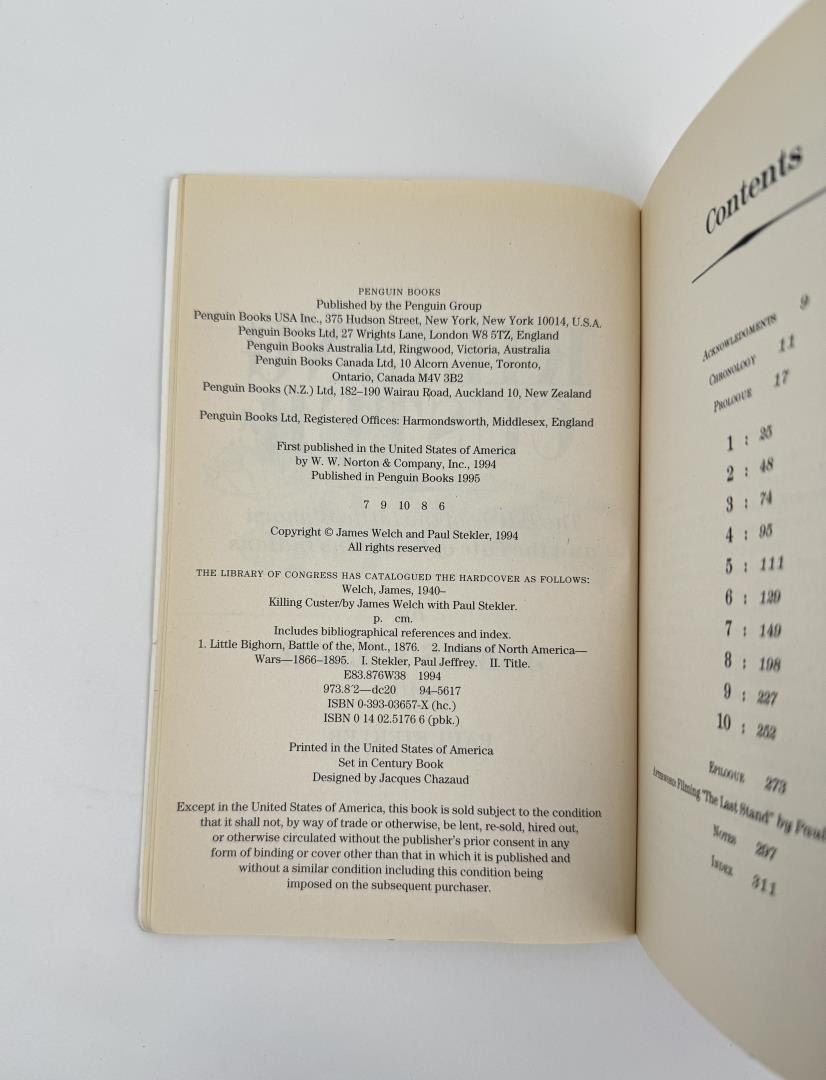 PENGUIN BOOKS
Published by the Penguin Group
Penguin Books USA Inc., 375 Hudson Street, New York, New York 10014, U.S.A.
Penguin Books Ltd, 27 Wrights Lane, London W8 5TZ, England
Penguin Books Australia Ltd, Ringwood, Victoria, Australia
Penguin Books Canada Ltd, 10 Alcorn Avenue, Toronto,
Ontario, Canada M4V 3B2
Penguin Books (N.Z.) Ltd, 182–190 Wairau Road, Auckland 10, New Zealand
Penguin Books Ltd, Registered Offices: Harmondsworth, Middlesex, England
First published in the United States of America
by W. W. Norton & Company, Inc., 1994
Published in Penguin Books 1995
7 9 10 8 6
Copyright © James Welch and Paul Stekler, 1994
All rights reserved
THE LIBRARY OF CONGRESS HAS CATALOGUED THE HARDCOVER AS FOLLOWS:
Welch, James, 1940–
Killing Custer/by James Welch with Paul Stekler.
p. cm.
Includes bibliographical references and index.
1. Little Bighorn, Battle of the, Mont., 1876. 2. Indians of North America—
Wars—1866–1895. I. Stekler, Paul Jeffrey. II. Title.
E83.876W38 1994
973.8′2—dc20 94–5617
ISBN 0-393-03657-X (hc.)
ISBN 0 14 02.5176 6 (pbk.)
Printed in the United States of America
Set in Century Book
Designed by Jacques Chazaud
Except in the United States of America, this book is sold subject to the condition
that it shall not, by way of trade or otherwise, be lent, re-sold, hired out,
or otherwise circulated without the publisher's prior consent in any
form of binding or cover other than that in which it is published and
without a similar condition including this condition being
imposed on the subsequent purchaser.
Contents
ACKNOWLEDGMENTS 9
CHRONOLOGY 11
PROLOGUE 17
1 : 25
2 : 48
3 : 74
4 : 95
5 : 111
6 : 129
7 : 149
8 : 198
9 : 227
10 : 252
EPILOGUE 273
Filming "The Last Stand" by Paul
NOTES 297
INDEX 311